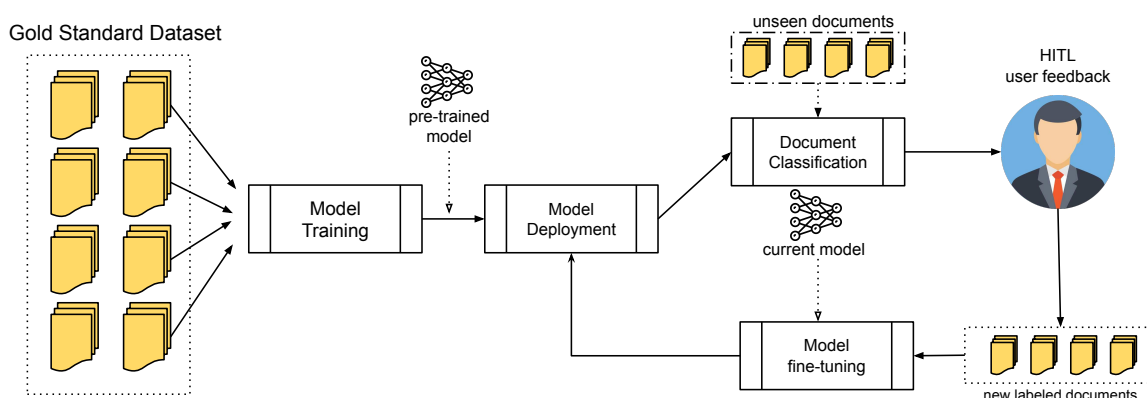 Gold Standard Dataset
pre-trained
model
Model
Training
Model
Deployment
unseen documents
Document
Classification
current model
HITL
user feedback
Model
fine-tuning
new labeled documents